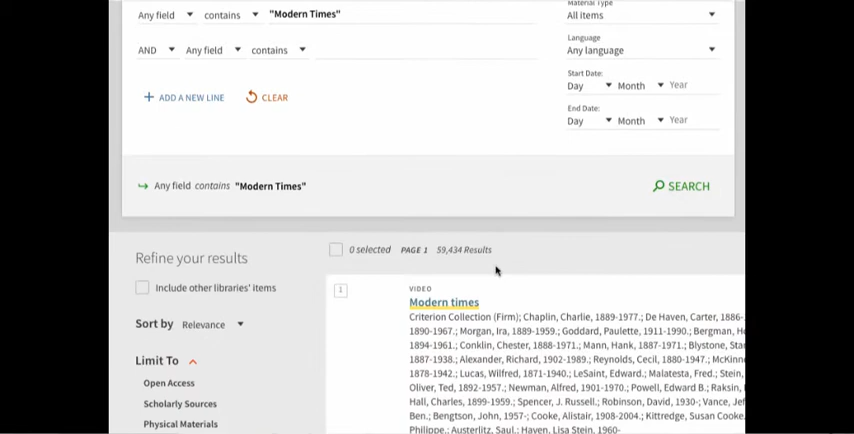 Material Type
Any field contains "Modern Times"
All items
Language
AND Any field contains
Any language
Start Date:
Day Month Year
+ ADD A NEW LINE CLEAR
End Date:
Day Month Year
Any field contains "Modern Times"
SEARCH
Refine your results
0 selected PAGE 1 59,434 Results
Include other libraries' items
1
VIDEO
Modern times
Criterion Collection (Firm); Chaplin, Charlie, 1889-1977.; De Haven, Carter, 1886-
1890-1967.; Morgan, Ira, 1889-1959.; Goddard, Paulette, 1911-1990.; Bergman, He
1894-1961.; Conklin, Chester, 1888-1971.; Mann, Hank, 1887-1971.; Blystone, Sta
1887-1938.; Alexander, Richard, 1902-1989.; Reynolds, Cecil, 1880-1947.; McKinn
1878-1942.; Lucas, Wilfred, 1871-1940.; LeSaint, Edward.; Malatesta, Fred.; Stein,
Oliver, Ted, 1892-1957.; Newman, Alfred, 1901-1970.; Powell, Edward B.; Raksin,
Hall, Charles, 1899-1959.; Spencer, J. Russell.; Robinson, David, 1930-; Vance, Jef
Ben.; Bengtson, John, 1957-; Cooke, Alistair, 1908-2004.; Kittredge, Susan Cooke.
Philippe.; Austerlitz, Saul.; Haven, Lisa Stein, 1960-
Sort by Relevance
Limit To
Open Access
Scholarly Sources
Physical Materials